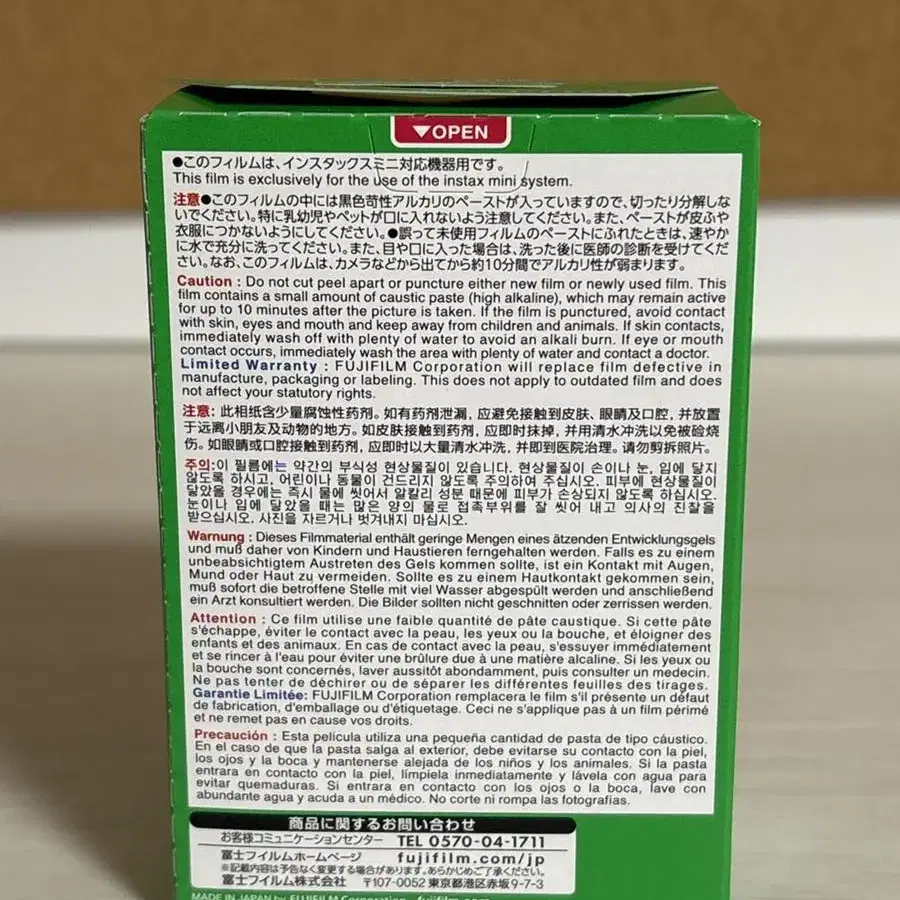 ▼OPEN
●このフィルムは、インスタックスミニ対応機器用です。
This film is exclusively for the use of the instax mini system.
注意●このフィルムの中には黒色苛性アルカリのペーストが入っていますので、切ったり分解しな
いでください。特に乳幼児やペットが口に入れないよう注意してください。また、ペーストが皮ふや
衣服につかないようにしてください。●誤って未使用フィルムのペーストにふれたときは、速やか
に水で充分に洗ってください。また、目や口に入った場合は、洗った後に医師の診断を受けてくだ
さい。なお、このフィルムは、カメラなどから出てから約10分間でアルカリ性が弱まります。
Caution : Do not cut peel apart or puncture either new film or newly used film. This
film contains a small amount of caustic paste (high alkaline), which may remain active
for up to 10 minutes after the picture is taken. If the film is punctured, avoid contact
with skin, eyes and mouth and keep away from children and animals. If skin contacts,
immediately wash off with plenty of water to avoid an alkali burn. If eye or mouth
contact occurs, immediately wash the area with plenty of water and contact a doctor.
Limited Warranty : FUJIFILM Corporation will replace film defective in
manufacture, packaging or labeling. This does not apply to outdated film and does
not affect your statutory rights.
注意: 此相纸含少量腐蚀性药剂。如有药剂泄漏, 应避免接触到皮肤、眼睛及口腔, 并放置
于远离小朋友及动物的地方。如皮肤接触到药剂, 应即时抹掉, 并用清水冲洗以免被硷烧
伤。如眼睛或口腔接触到药剂, 应即时以大量清水冲洗, 并即到医院治理。请勿剪拆照片。
주의:이 필름에는 약간의 부식성 현상물질이 있습니다. 현상물질이 손이나 눈, 입에 닿지
않도록 하시고, 어린이나 동물이 건드리지 않도록 주의하여 주십시오. 피부에 현상물질이
닿았을 경우에는 즉시 물에 씻어서 알칼리 성분 때문에 피부가 손상되지 않도록 하십시오.
눈이나 입에 닿았을 때는 많은 양의 물로 접촉부위를 잘 씻어 내고 의사의 진찰을
받으십시오. 사진을 자르거나 벗겨내지 마십시오.
Warnung : Dieses Filmmaterial enthält geringe Mengen eines ätzenden Entwicklungsgels
und muß daher von Kindern und Haustieren ferngehalten werden. Falls es zu einem
unbeabsichtigtem Austreten des Gels kommen sollte, ist ein Kontakt mit Augen,
Mund oder Haut zu vermeiden. Sollte es zu einem Hautkontakt gekommen sein,
muß sofort die betroffene Stelle mit viel Wasser abgespült werden und anschließend
ein Arzt konsultiert werden. Die Bilder sollten nicht geschnitten oder zerrissen werden.
Attention : Ce film utilise une faible quantité de pâte caustique. Si cette pâte
s'échappe, éviter le contact avec la peau, les yeux ou la bouche, et éloigner des
enfants et des animaux. En cas de contact avec la peau, s'essuyer immédiatement
et se rincer à l'eau pour éviter une brûlure due à une matière alcaline. Si les yeux ou
la bouche sont concernés, laver aussitôt abondamment, puis consulter un medecin.
Ne pas tenter de déchirer ou de séparer les différentes feuilles des tirages.
Garantie Limitée: FUJIFILM Corporation remplacera le film s'il présente un défaut
de fabrication, d'emballage ou d'étiquetage. Ceci ne s'applique pas à un film périmé
et ne remet pas en cause vos droits.
Precaución : Esta pelicula utiliza una pequeña cantidad de pasta de tipo cáustico.
En el caso de que la pasta salga al exterior, debe evitarse su contacto con la piel,
los ojos y la boca y mantenerse alejada de los niños y los animales. Si la pasta
entrara en contacto con la piel, límpiela inmediatamente y lávela con agua para
evitar quemaduras. Si entrara en contacto con los ojos o la boca, lave con
abundante agua y acuda a un médico. No corte ni rompa las fotografias.
商品に関するお問い合わせ
お客様コミュニケーションセンター TEL 0570-04-1711
富士フイルムホームページ fujifilm.com/jp
※記載内容は予告なく変更する場合があります。あらかじめご了承ください。
富士フイルム株式会社 〒107-0052 東京都港区赤坂9-7-3
MADE IN JAPAN by FUJIFILM Corporation fujifilm.com